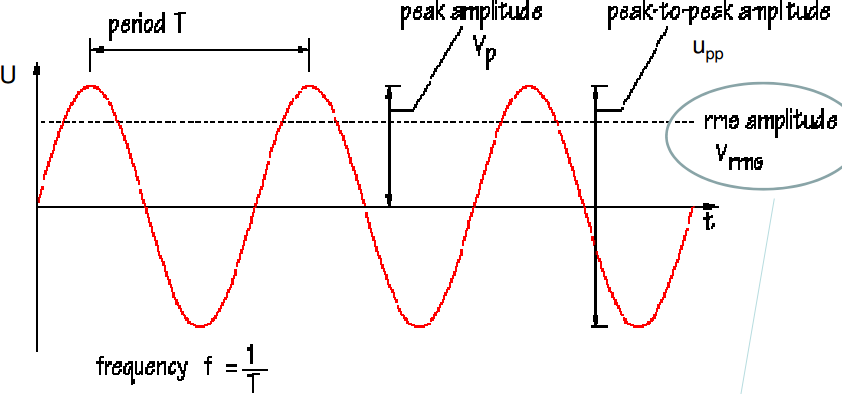 period T
peak amplitude
Vp
peak-to-peak amplitude
upp
U
rms amplitude
Vrms
t
frequency f = 1/T